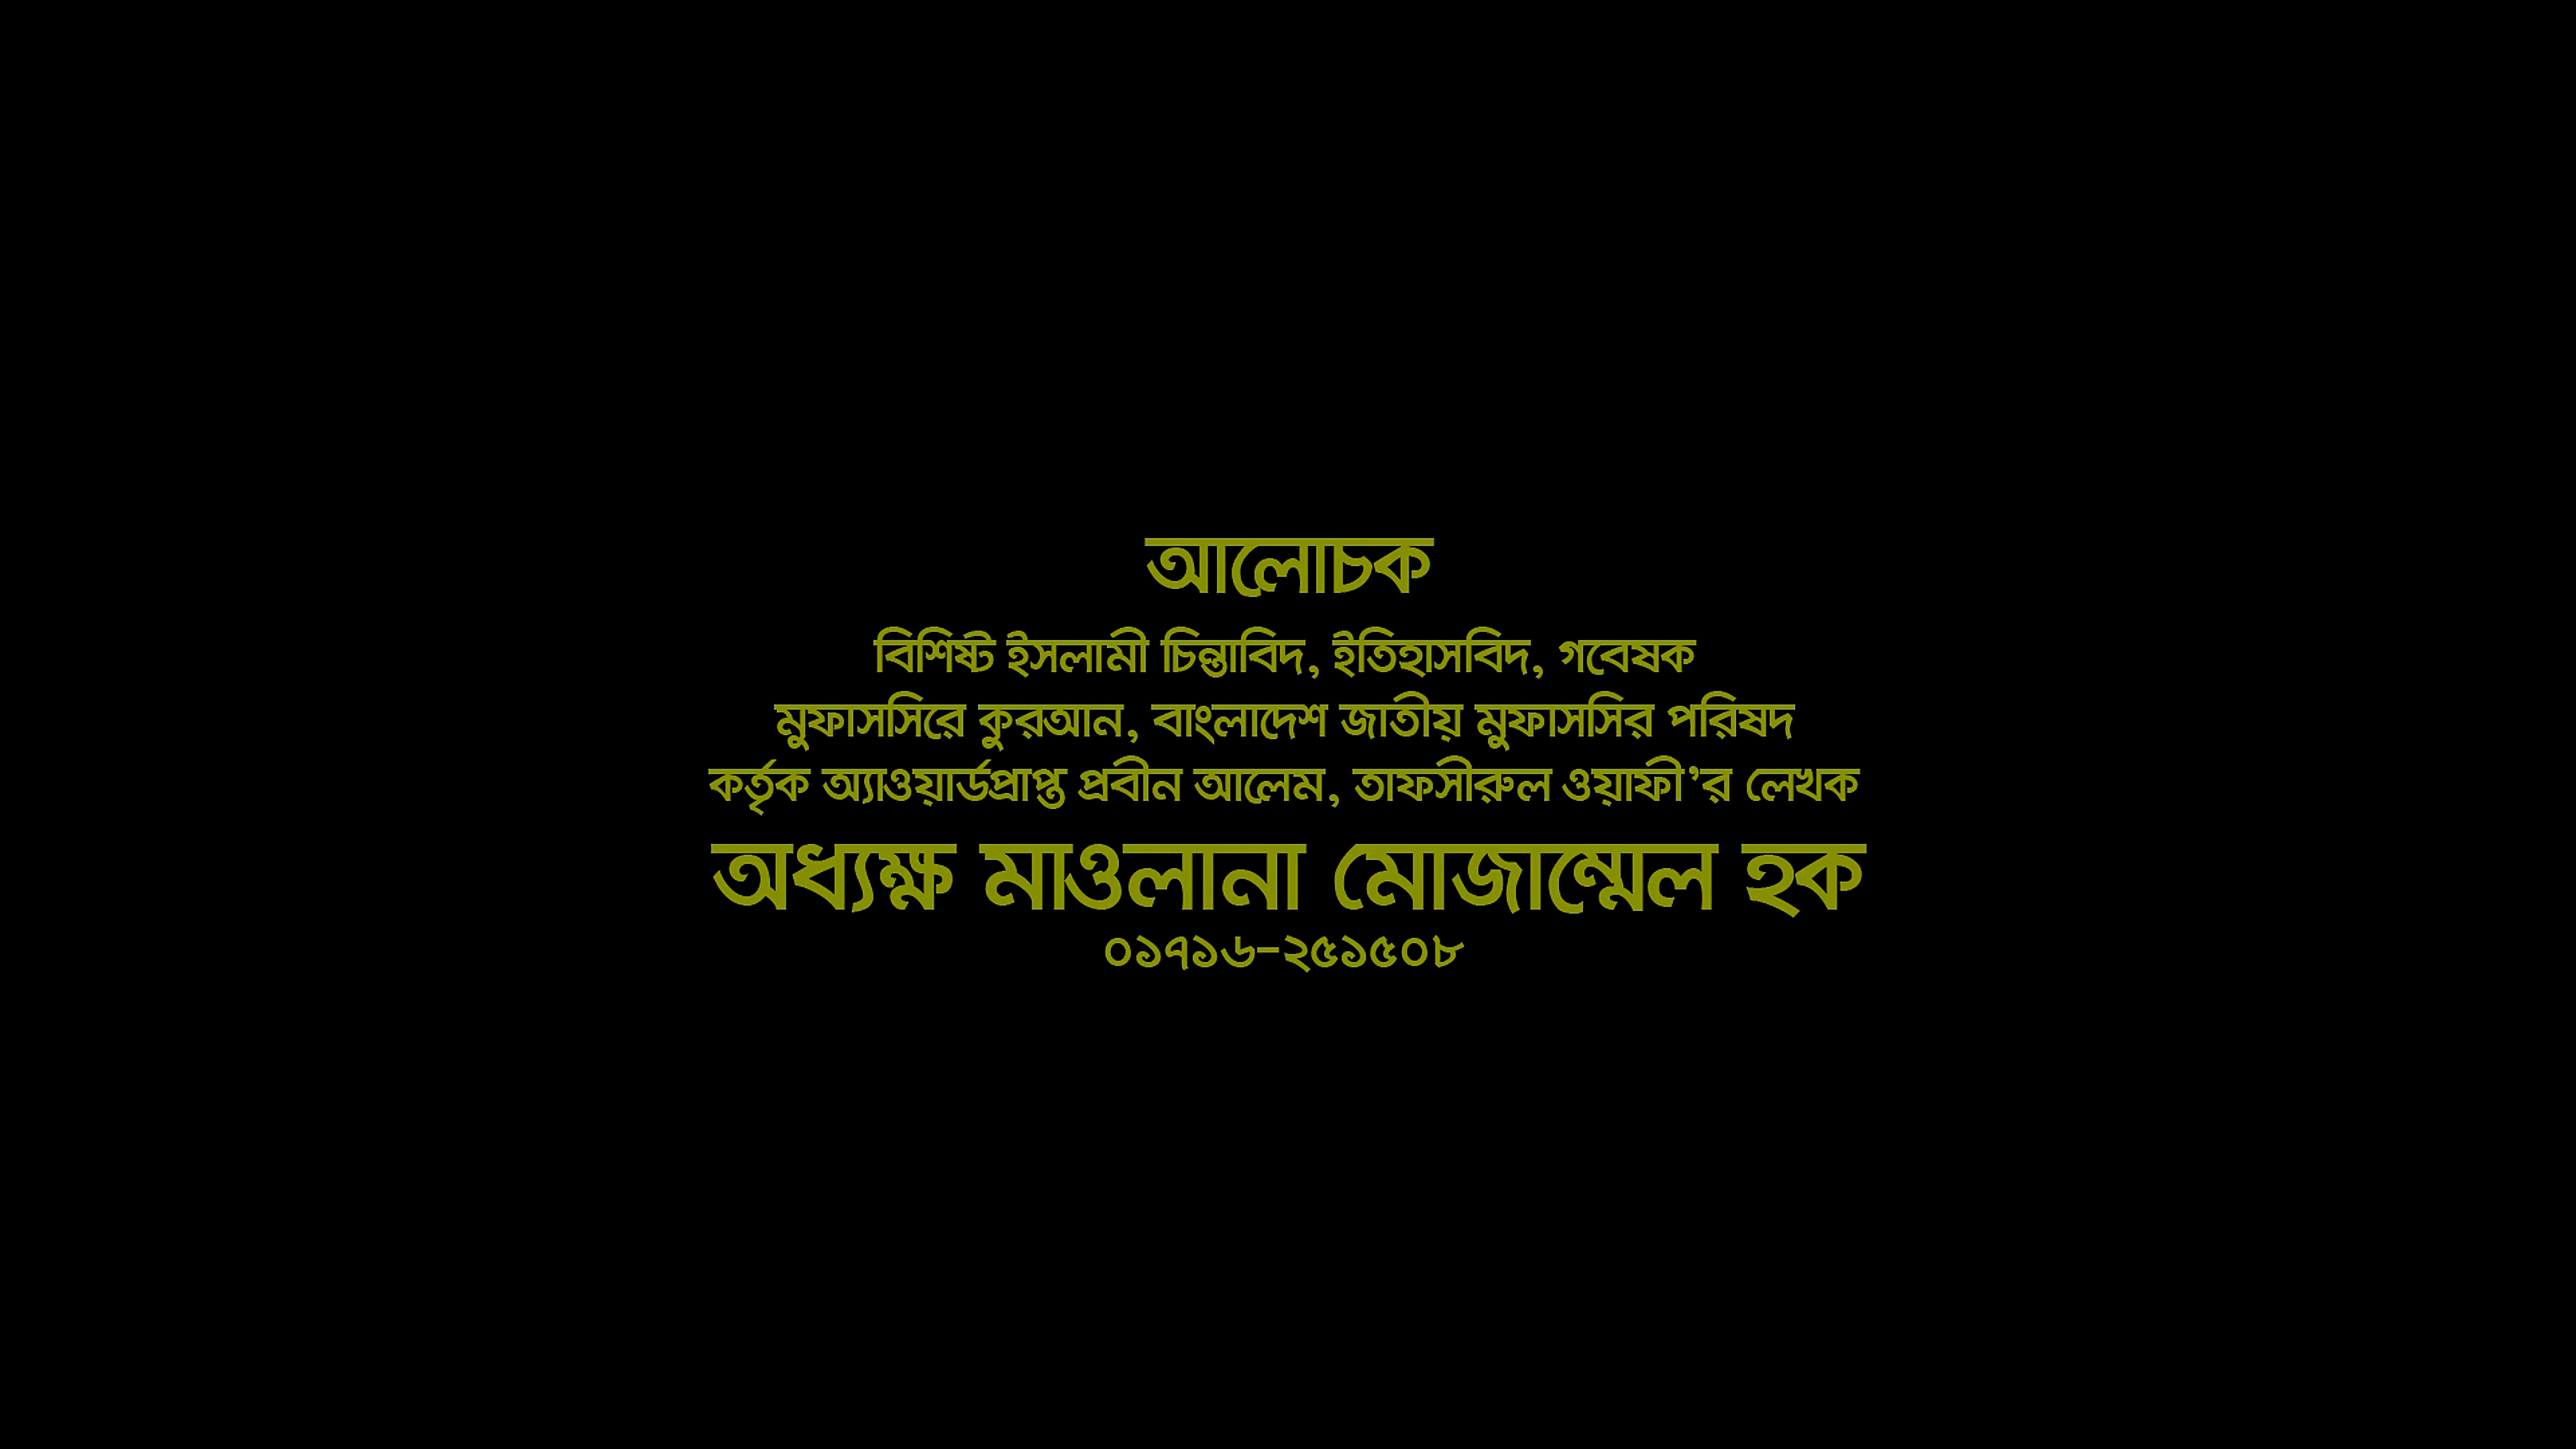 আলোচক
বিশিষ্ট ইসলামী চিন্তাবিদ, ইতিহাসবিদ, গবেষক
মুফাসসিরে কুরআন, বাংলাদেশ জাতীয় মুফাসসির পরিষদ
কর্তৃক অ্যাওয়ার্ডপ্রাপ্ত প্রবীন আলেম, তাফসীরুল ওয়াফী’র লেখক
অধ্যক্ষ মাওলানা মোজাম্মেল হক
০১৭১৬-২৫১৫০৮